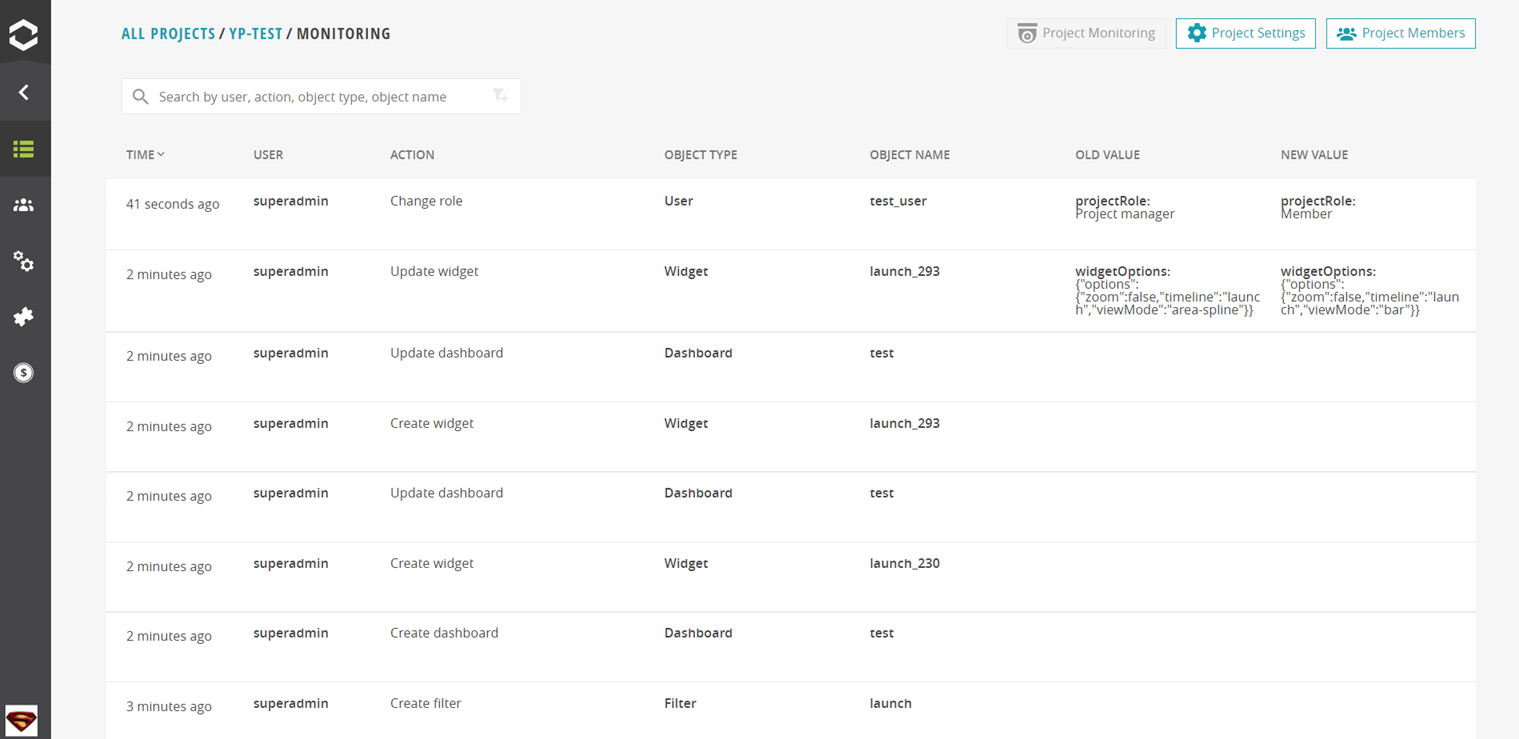 ALL PROJECTS / YP-TEST / MONITORING
Project Monitoring
Project Settings
Project Members
Search by user, action, object type, object name
TIME USER ACTION OBJECT TYPE OBJECT NAME OLD VALUE NEW VALUE
41 seconds ago superadmin Change role User test_user projectRole: projectRole:
Project manager Member
2 minutes ago superadmin Update widget Widget launch_293 widgetOptions: widgetOptions:
{"options": {"options":
{"zoom":false,"timeline":"launc {"zoom":false,"timeline":"laun
h","viewMode":"area-spline"}} ch","viewMode":"bar"}}
2 minutes ago superadmin Update dashboard Dashboard test
2 minutes ago superadmin Create widget Widget launch_293
2 minutes ago superadmin Update dashboard Dashboard test
2 minutes ago superadmin Create widget Widget launch_230
2 minutes ago superadmin Create dashboard Dashboard test
3 minutes ago superadmin Create filter Filter launch